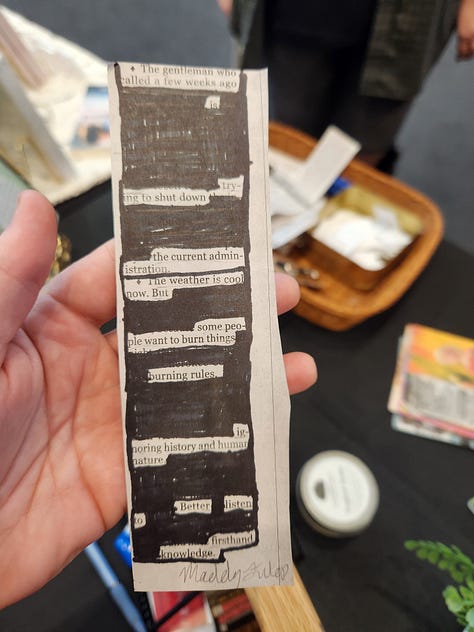 ♦ The gentleman who
called a few weeks ago
is
try-
ing to shut down
the current admin-
istration.
♦ The weather is cool
now. But
some peo-
ple want to burn things
burning rules,
ig-
noring history and human
nature
Better listen
to
firsthand
knowledge.
Maddy